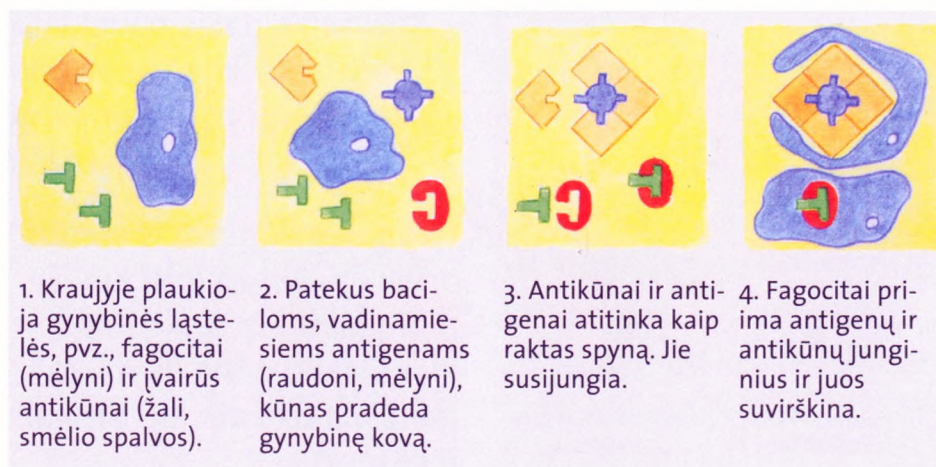 1. Kraujyje plaukio-
ja gynybinės ląste-
lės, pvz., fagocitai
(mėlyni) ir įvairūs
antikūnai (žali,
smėlio spalvos).
2. Patekus baci-
loms, vadinamie-
siems antigenams
(raudoni, mėlyni),
kūnas pradeda
gynybinę kovą.
3. Antikūnai ir anti-
genai atitinka kaip
raktas spyną. Jie
susijungia.
4. Fagocitai pri-
ima antigenų ir
antikūnų jungi-
nius ir juos
suvirškina.